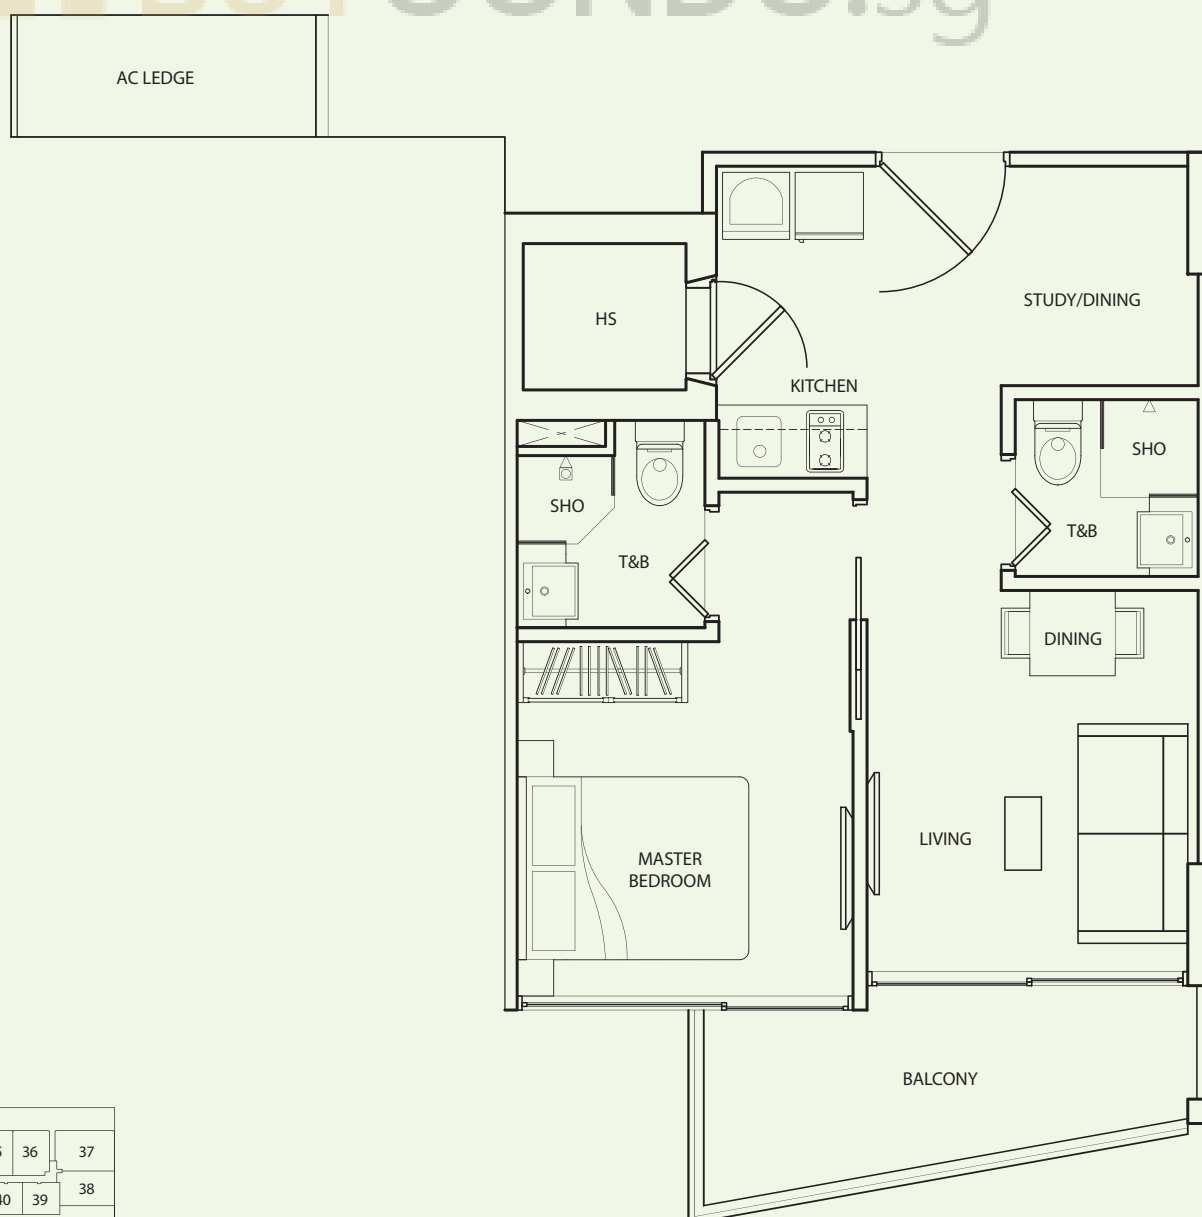 AC LEDGE
STUDY/DINING
HS
KITCHEN
SHO
SHO
T&B
T&B
DINING
LIVING
MASTER
BEDROOM
BALCONY
36
37
38
39